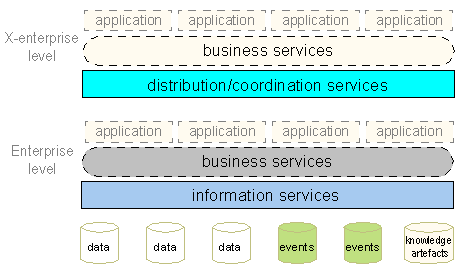 application application application application
X-enterprise
level
business services
distribution/coordination services
application application application application
Enterprise
level
business services
information services
data data data events events knowledge
artefacts